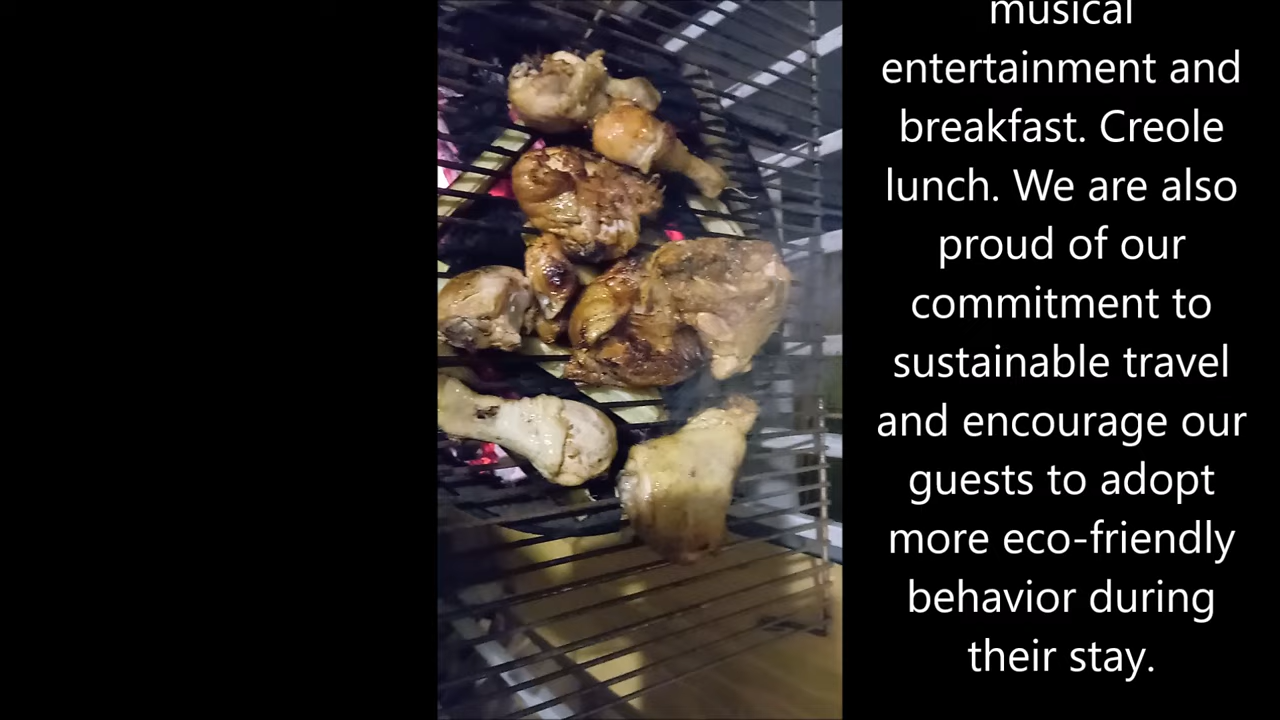 musical
entertainment and
breakfast. Creole
lunch. We are also
proud of our
commitment to
sustainable travel
and encourage our
guests to adopt
more eco-friendly
behavior during
their stay.